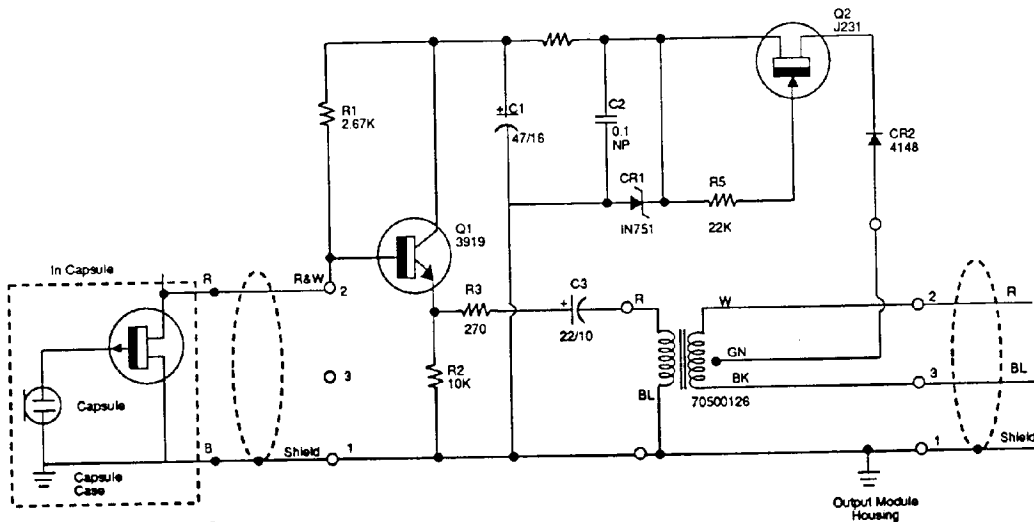 Q2
J231
R1
2.67K
+ C1
47/16
C2
0.1
NP
CR2
4148
CR1
IN751
R5
22K
Q1
3919
In Capsule
R
R&W
2
R3
270
+
C3
22/10
R
W
2
R
3
R2
10K
GN
Capsule
BL
BK
3
BL
70500126
B
Shield
1
1
Shield
Capsule
Case
Output Module
Housing